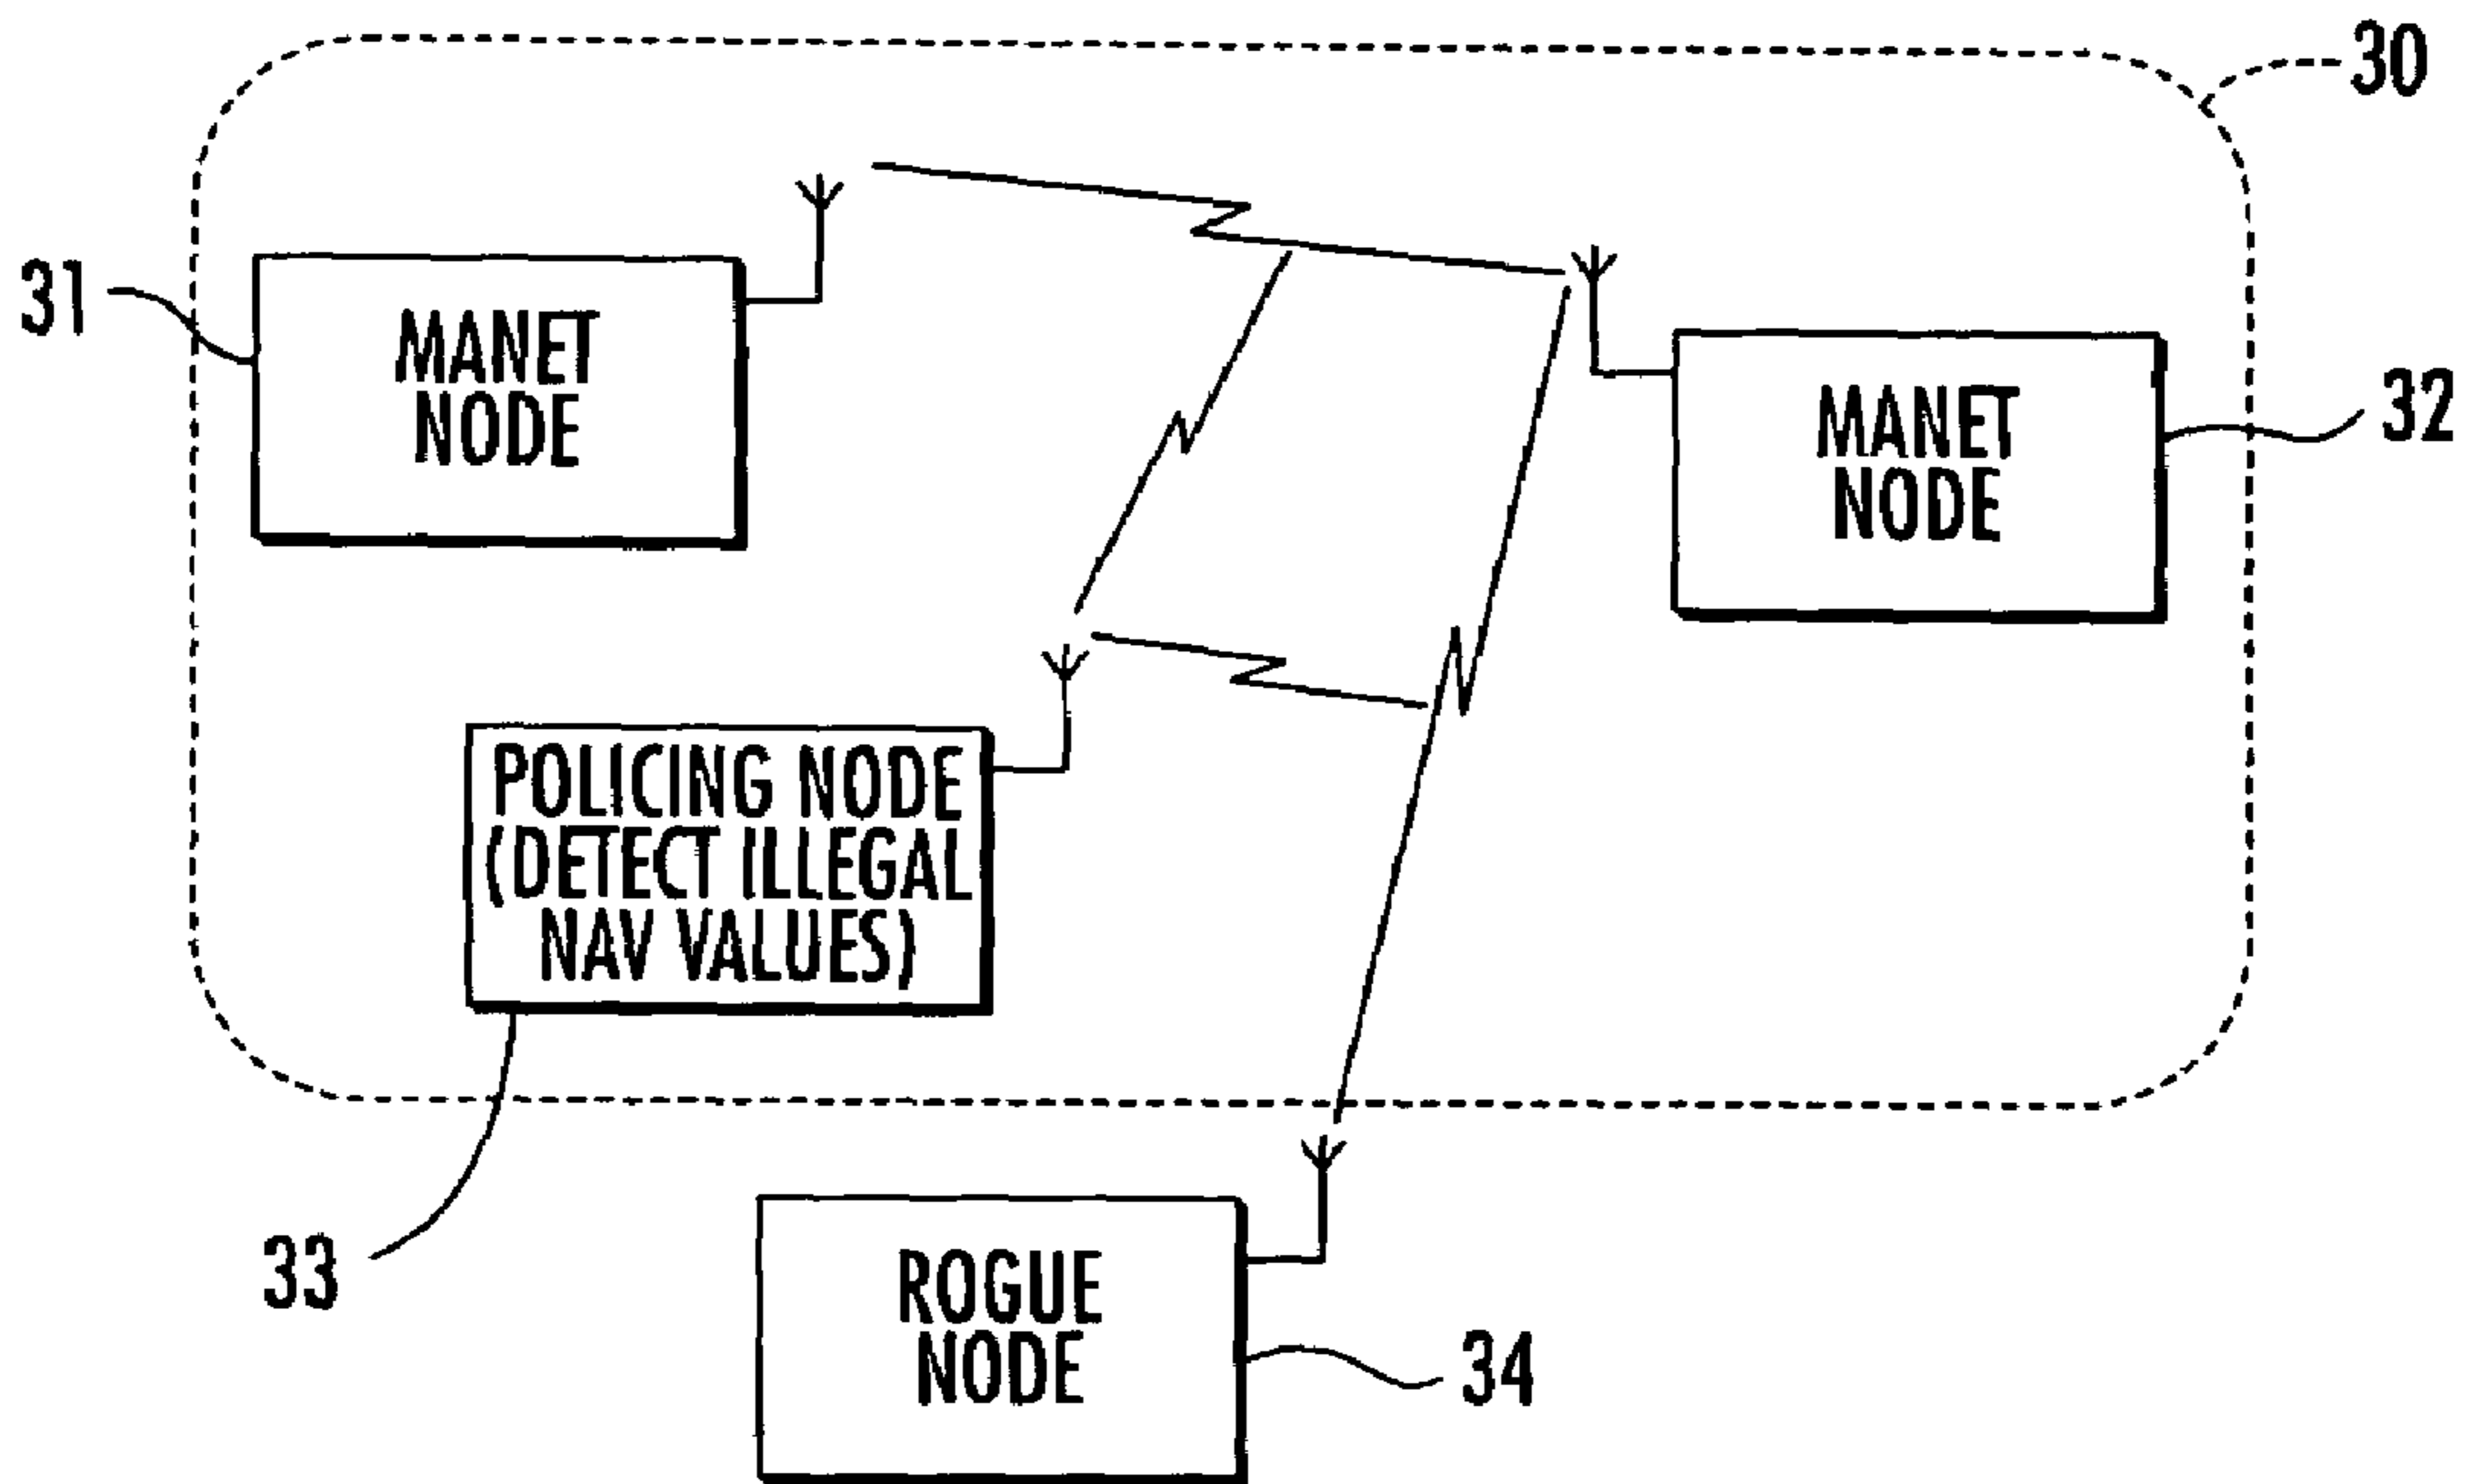 30
31
MANET
NODE
32
MANET
NODE
POLICING NODE
(DETECT ILLEGAL
NAV VALUES)
33
ROGUE
NODE
34